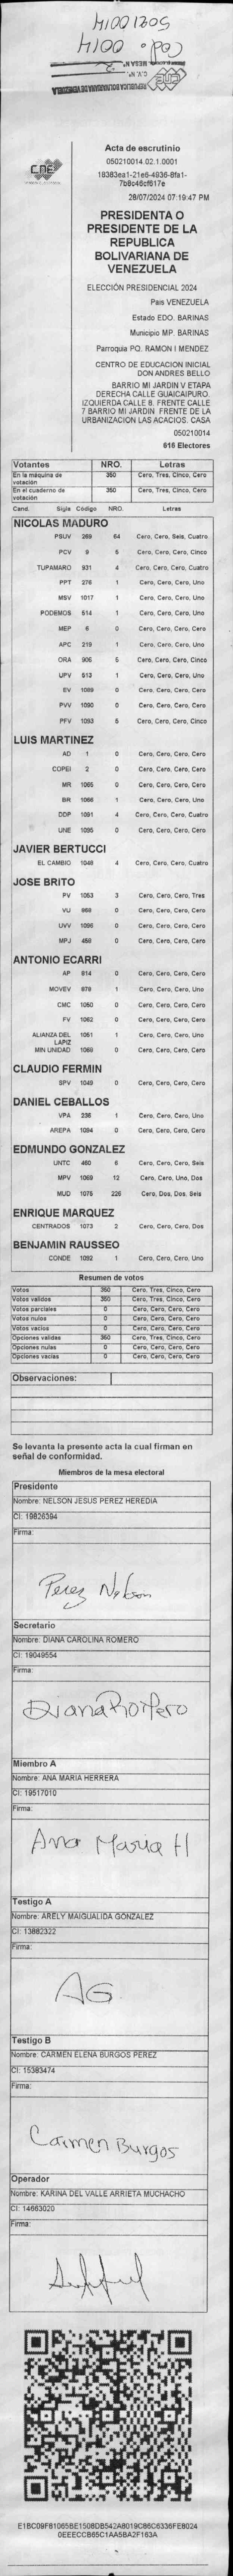 05021 0014
Cod. 0014
MESA Nº 2
C.V. Nº
REPUBLICA BOLIVARIANA DE VENEZUELA
CNE
CNE
Acta de escrutinio
050210014.02.1.0001
18383ea1-21e6-4936-8fa1-
7b8c46cf617e
28/07/2024 07:19:47 PM
PRESIDENTA O
PRESIDENTE DE LA
REPUBLICA
BOLIVARIANA DE
VENEZUELA
ELECCIÓN PRESIDENCIAL 2024
Pais VENEZUELA
Estado EDO. BARINAS
Municipio MP. BARINAS
Parroquia PO. RAMON I MENDEZ
CENTRO DE EDUCACION INICIAL
DON ANDRES BELLO
BARRIO MI JARDIN V ETAPA
DERECHA CALLE GUAICAIPURO.
IZQUIERDA CALLE 8. FRENTE CALLE
7 BARRIO MI JARDIN FRENTE DE LA
URBANIZACION LAS ACACIOS. CASA
050210014
616 Electores
Votantes NRO. Letras
En la máquina de votación 350 Cero, Tres, Cinco, Cero
En el cuaderno de votación 350 Cero, Tres, Cinco, Cero
Cand. Sigla Código NRO. Letras
NICOLAS MADURO
PSUV 269 64 Cero, Cero, Seis, Cuatro
PCV 9 5 Cero, Cero, Cero, Cinco
TUPAMARO 931 4 Cero, Cero, Cero, Cuatro
PPT 276 1 Cero, Cero, Cero, Uno
MSV 1017 1 Cero, Cero, Cero, Uno
PODEMOS 514 1 Cero, Cero, Cero, Uno
MEP 6 0 Cero, Cero, Cero, Cero
APC 219 1 Cero, Cero, Cero, Uno
ORA 906 5 Cero, Cero, Cero, Cinco
UPV 513 1 Cero, Cero, Cero, Uno
EV 1089 0 Cero, Cero, Cero, Cero
PVV 1090 0 Cero, Cero, Cero, Cero
PFV 1093 5 Cero, Cero, Cero, Cinco
LUIS MARTINEZ
AD 1 0 Cero, Cero, Cero, Cero
COPEI 2 0 Cero, Cero, Cero, Cero
MR 1065 0 Cero, Cero, Cero, Cero
BR 1066 1 Cero, Cero, Cero, Uno
DDP 1091 4 Cero, Cero, Cero, Cuatro
UNE 1095 0 Cero, Cero, Cero, Cero
JAVIER BERTUCCI
EL CAMBIO 1048 4 Cero, Cero, Cero, Cuatro
JOSE BRITO
PV 1053 3 Cero, Cero, Cero, Tres
VU 868 0 Cero, Cero, Cero, Cero
UVV 1096 0 Cero, Cero, Cero, Cero
MPJ 458 0 Cero, Cero, Cero, Cero
ANTONIO ECARRI
AP 814 0 Cero, Cero, Cero, Cero
MOVEV 878 1 Cero, Cero, Cero, Uno
CMC 1050 0 Cero, Cero, Cero, Cero
FV 1062 0 Cero, Cero, Cero, Cero
ALIANZA DEL LAPIZ 1051 1 Cero, Cero, Cero, Uno
MIN UNIDAD 1068 0 Cero, Cero, Cero, Cero
CLAUDIO FERMIN
SPV 1049 0 Cero, Cero, Cero, Cero
DANIEL CEBALLOS
VPA 236 1 Cero, Cero, Cero, Uno
AREPA 1094 0 Cero, Cero, Cero, Cero
EDMUNDO GONZALEZ
UNTC 460 6 Cero, Cero, Cero, Seis
MPV 1069 12 Cero, Cero, Uno, Dos
MUD 1075 226 Cero, Dos, Dos, Seis
ENRIQUE MARQUEZ
CENTRADOS 1073 2 Cero, Cero, Cero, Dos
BENJAMIN RAUSSEO
CONDE 1092 1 Cero, Cero, Cero, Uno
Resumen de votos
Votos 350 Cero, Tres, Cinco, Cero
Votos validos 350 Cero, Tres, Cinco, Cero
Votos parciales 0 Cero, Cero, Cero, Cero
Votos nulos 0 Cero, Cero, Cero, Cero
Votos vacios 0 Cero, Cero, Cero, Cero
Opciones validas 350 Cero, Tres, Cinco, Cero
Opciones nulas 0 Cero, Cero, Cero, Cero
Opciones vacias 0 Cero, Cero, Cero, Cero
Observaciones:
Se levanta la presente acta la cual firman en
señal de conformidad.
Miembros de la mesa electoral
Presidente
Nombre: NELSON JESUS PEREZ HEREDIA
CI: 19826394
Firma:
Perez Nelson
Secretario
Nombre: DIANA CAROLINA ROMERO
CI: 19049554
Firma:
Diana Romero
Miembro A
Nombre: ANA MARIA HERRERA
CI: 19517010
Firma:
Ana Maria H
Testigo A
Nombre: ARELY MAIGUALIDA GONZALEZ
CI: 13882322
Firma:
AG
Testigo B
Nombre: CARMEN ELENA BURGOS PEREZ
CI: 15383474
Firma:
Carmen Burgos
Operador
Nombre: KARINA DEL VALLE ARRIETA MUCHACHO
CI: 14663020
Firma:
E1BC09F81065BE1508DB542A8019C86C6336FE8024
0EEECCB65C1AA5BA2F163A